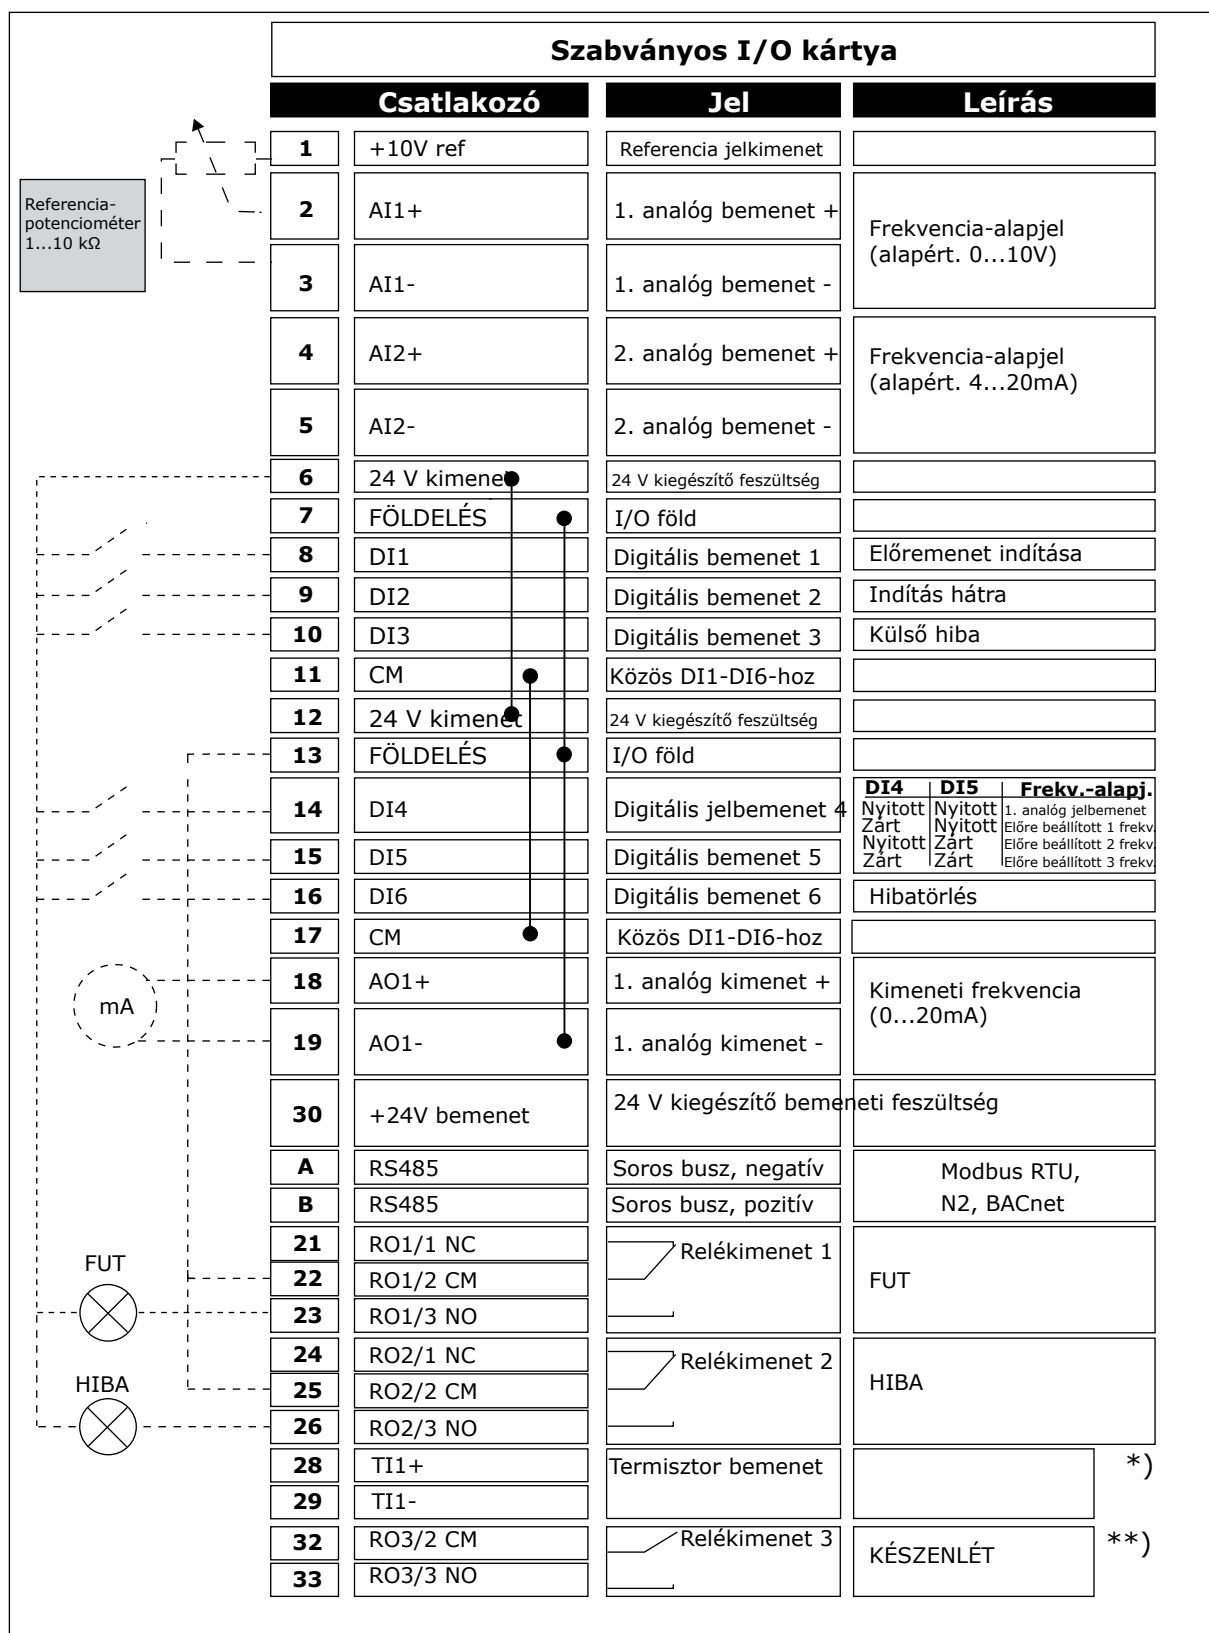 Szabványos I/O kártya
Csatlakozó Jel Leírás
1 +10V ref Referencia jelkimenet
Referencia-
potenciométer
1...10 kΩ
2 AI1+ 1. analóg bemenet +
Frekvencia-alapjel
(alapért. 0...10V)
3 AI1- 1. analóg bemenet -
4 AI2+ 2. analóg bemenet +
Frekvencia-alapjel
(alapért. 4...20mA)
5 AI2- 2. analóg bemenet -
6 24 V kimenet 24 V kiegészítő feszültség
7 FÖLDELÉS I/O föld
8 DI1 Digitális bemenet 1 Előremenet indítása
9 DI2 Digitális bemenet 2 Indítás hátra
10 DI3 Digitális bemenet 3 Külső hiba
11 CM Közös DI1-DI6-hoz
12 24 V kimenet 24 V kiegészítő feszültség
13 FÖLDELÉS I/O föld
14 DI4 Digitális jelbemenet 4
DI4 DI5 Frekv.-alapj.
Nyitott Nyitott 1. analóg jelbemenet
Zárt Nyitott Előre beállított 1 frekv.
Nyitott Zárt Előre beállított 2 frekv.
Zárt Zárt Előre beállított 3 frekv.
15 DI5 Digitális bemenet 5
16 DI6 Digitális bemenet 6 Hibatörlés
17 CM Közös DI1-DI6-hoz
18 AO1+ 1. analóg kimenet +
Kimeneti frekvencia
(0...20mA)
mA
19 AO1- 1. analóg kimenet -
30 +24V bemenet 24 V kiegészítő bemeneti feszültség
A RS485 Soros busz, negatív
Modbus RTU,
N2, BACnet
B RS485 Soros busz, pozitív
21 RO1/1 NC Relékimenet 1
FUT
22 RO1/2 CM FUT
23 RO1/3 NO
24 RO2/1 NC Relékimenet 2
HIBA
25 RO2/2 CM HIBA
26 RO2/3 NO
28 TI1+ Termisztor bemenet *)
29 TI1-
32 RO3/2 CM Relékimenet 3 **)
KÉSZENLÉT
33 RO3/3 NO